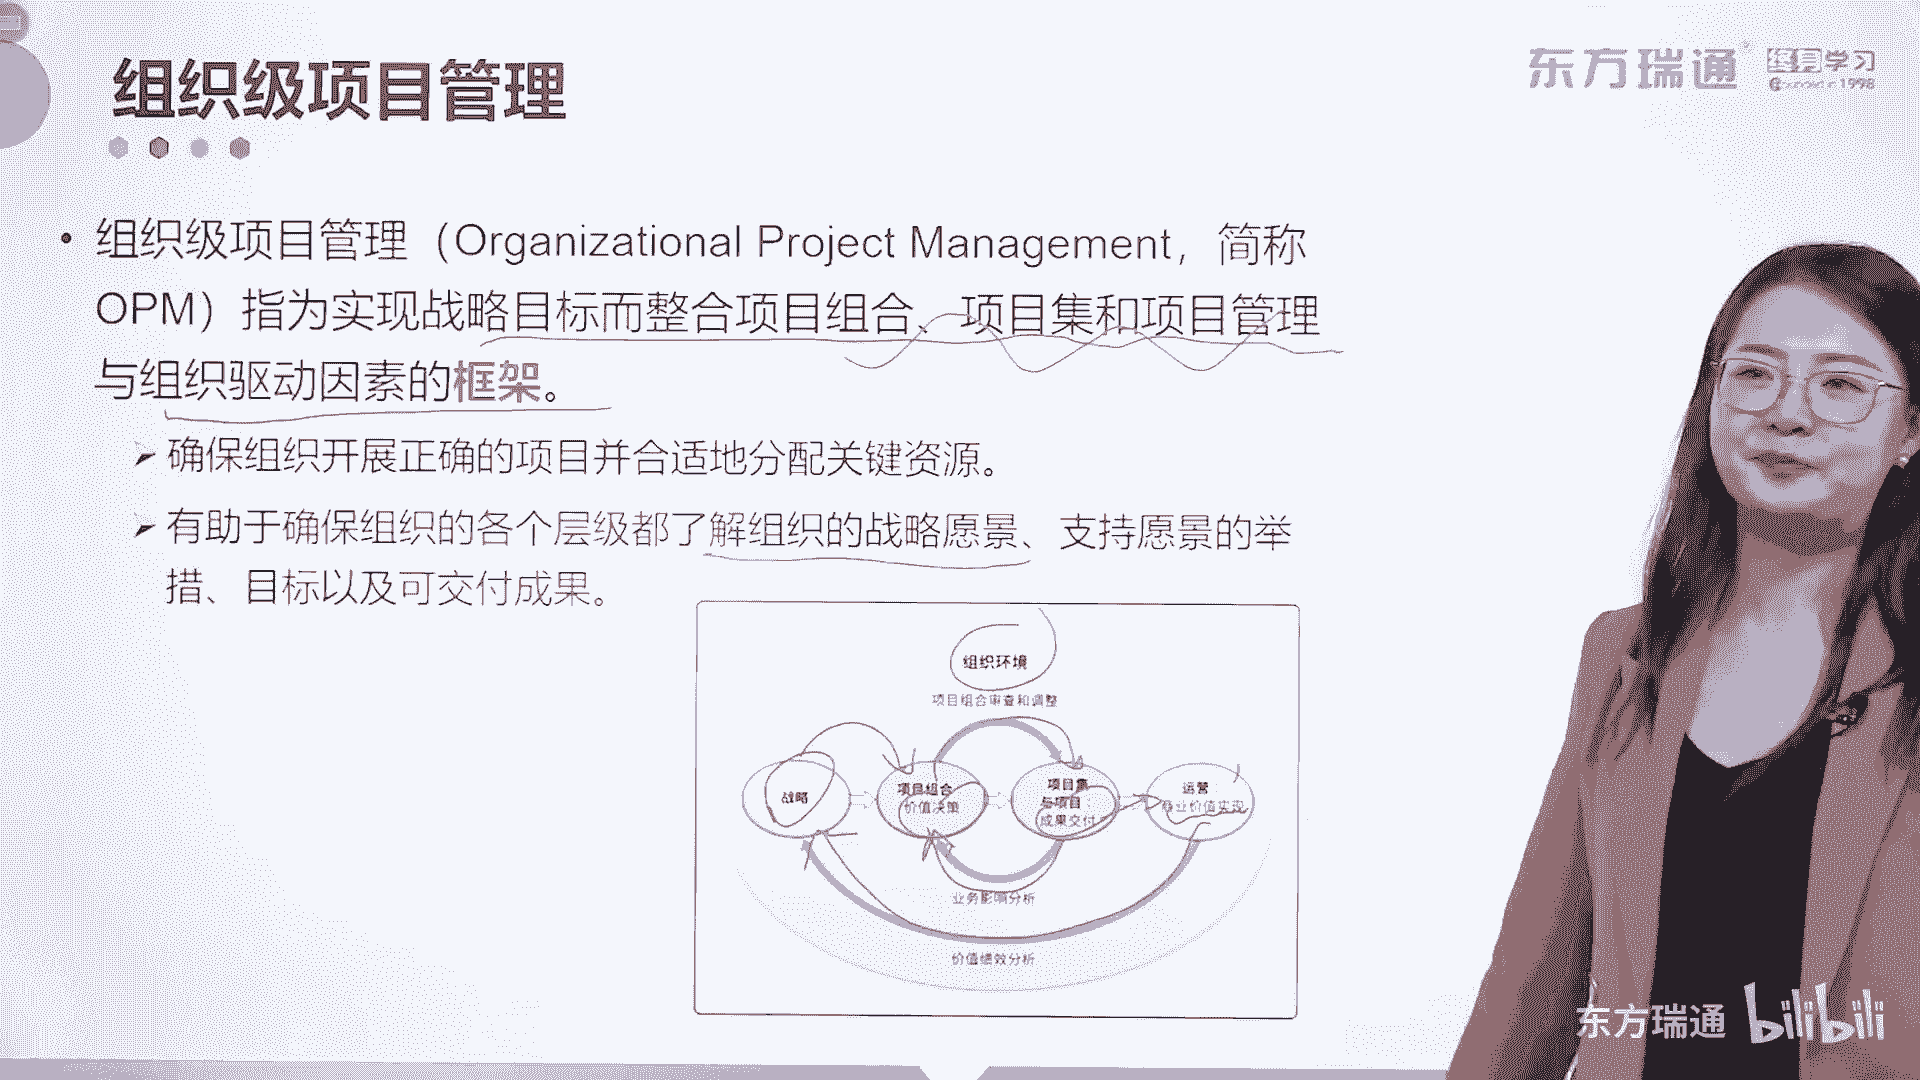 组织级项目管理
东方瑞通
终身学习
1998
• 组织级项目管理（Organizational Project Management，简称
OPM）指为实现战略目标而整合项目组合、项目集和项目管理
与组织驱动因素的框架。
➢ 确保组织开展正确的项目并合适地分配关键资源。
➢ 有助于确保组织的各个层级都了解组织的战略愿景、支持愿景的举
措、目标以及可交付成果。
组织环境
项目组合审查和调整
战略
项目组合
价值决策
项目集
与项目
成果交付
运营
商业价值实现
业务影响分析
价值绩效分析
东方瑞通 bilibili